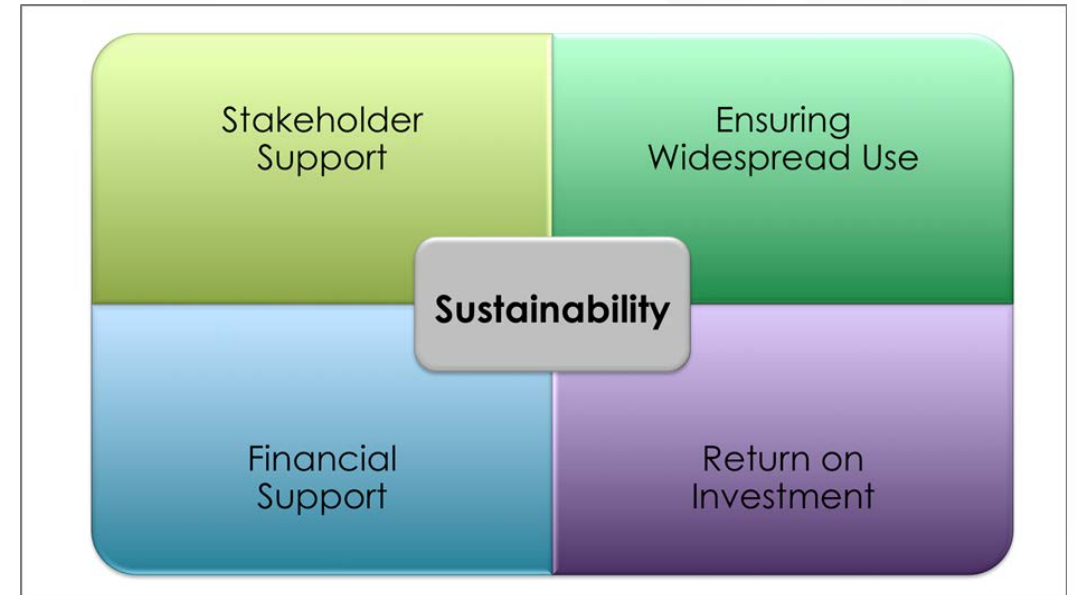 Stakeholder
Support
Ensuring
Widespread Use
Sustainability
Financial
Support
Return on
Investment